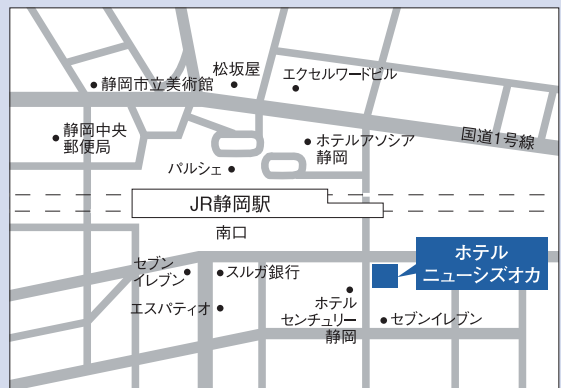 松坂屋
エクセルワードビル
静岡市立美術館
国道1号線
静岡中央
郵便局
ホテルアソシア
静岡
パルシェ
JR静岡駅
南口
ホテル
ニューシズオカ
セブン
イレブン
スルガ銀行
エスパティオ
ホテル
センチュリー
静岡
セブンイレブン